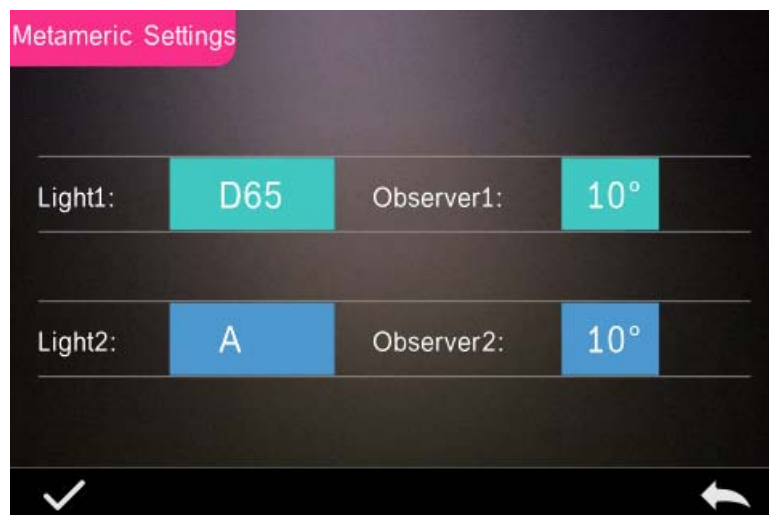 Metameric Settings
Light1: D65 Observer1: 10°
Light2: A Observer2: 10°